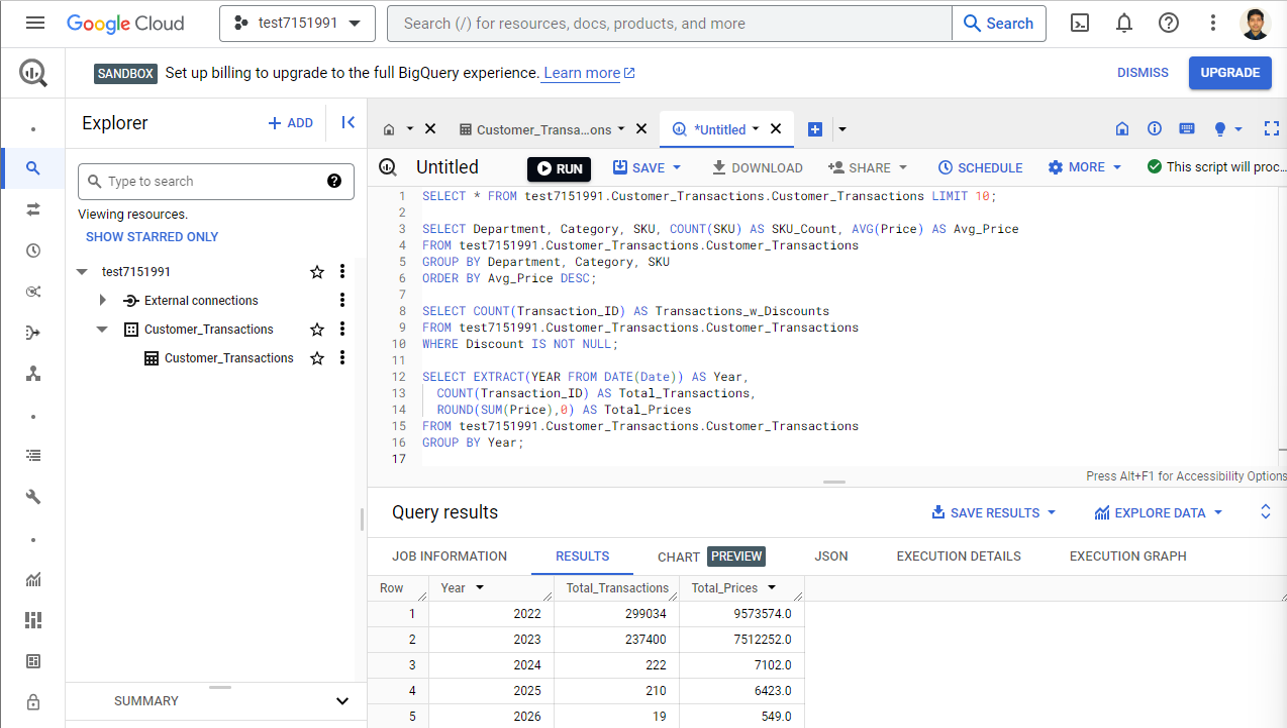 Google Cloud
test7151991
Search (/) for resources, docs, products, and more
Search
SANDBOX Set up billing to upgrade to the full BigQuery experience. Learn more
DISMISS
UPGRADE
Explorer
+ ADD
Type to search
Viewing resources.
SHOW STARRED ONLY
test7151991
External connections
Customer_Transactions
Customer_Transactions
SUMMARY
Customer_Transa...ons
*Untitled
Untitled
RUN
SAVE
DOWNLOAD
SHARE
SCHEDULE
MORE
This script will proc...
1 SELECT * FROM test7151991.Customer_Transactions.Customer_Transactions LIMIT 10;
2
3 SELECT Department, Category, SKU, COUNT(SKU) AS SKU_Count, AVG(Price) AS Avg_Price
4 FROM test7151991.Customer_Transactions.Customer_Transactions
5 GROUP BY Department, Category, SKU
6 ORDER BY Avg_Price DESC;
7
8 SELECT COUNT(Transaction_ID) AS Transactions_w_Discounts
9 FROM test7151991.Customer_Transactions.Customer_Transactions
10 WHERE Discount IS NOT NULL;
11
12 SELECT EXTRACT(YEAR FROM DATE(Date)) AS Year,
13 COUNT(Transaction_ID) AS Total_Transactions,
14 ROUND(SUM(Price),0) AS Total_Prices
15 FROM test7151991.Customer_Transactions.Customer_Transactions
16 GROUP BY Year;
17
Press Alt+F1 for Accessibility Options
Query results
SAVE RESULTS
EXPLORE DATA
JOB INFORMATION
RESULTS
CHART PREVIEW
JSON
EXECUTION DETAILS
EXECUTION GRAPH
Row Year Total_Transactions Total_Prices
1 2022 299034 9573574.0
2 2023 237400 7512252.0
3 2024 222 7102.0
4 2025 210 6423.0
5 2026 19 549.0